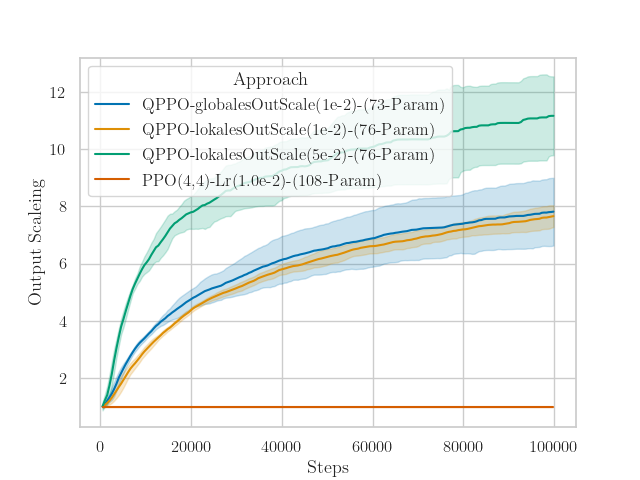 Approach
QPPO-globalesOutScale(1e-2)-(73-Param)
QPPO-lokalesOutScale(1e-2)-(76-Param)
QPPO-lokalesOutScale(5e-2)-(76-Param)
PPO(4,4)-Lr(1.0e-2)-(108-Param)
Output Scaleing
12
10
8
6
4
2
0 20000 40000 60000 80000 100000
Steps